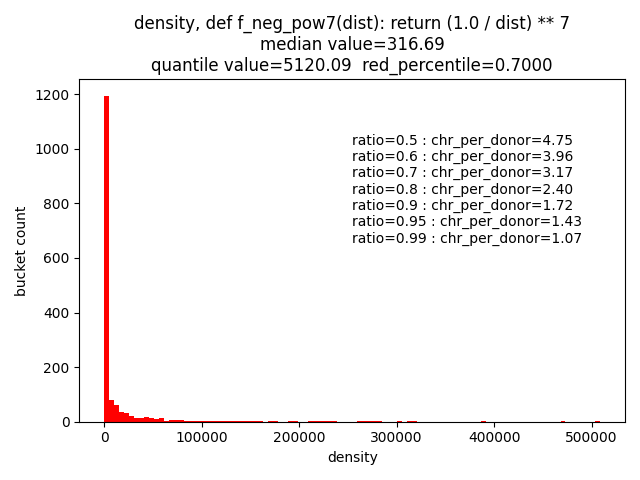 density, def f_neg_pow7(dist): return (1.0 / dist) ** 7
median value=316.69
quantile value=5120.09  red_percentile=0.7000
1200
1000
800
600
400
200
0
bucket count
ratio=0.5 : chr_per_donor=4.75
ratio=0.6 : chr_per_donor=3.96
ratio=0.7 : chr_per_donor=3.17
ratio=0.8 : chr_per_donor=2.40
ratio=0.9 : chr_per_donor=1.72
ratio=0.95 : chr_per_donor=1.43
ratio=0.99 : chr_per_donor=1.07
0 100000 200000 300000 400000 500000
density